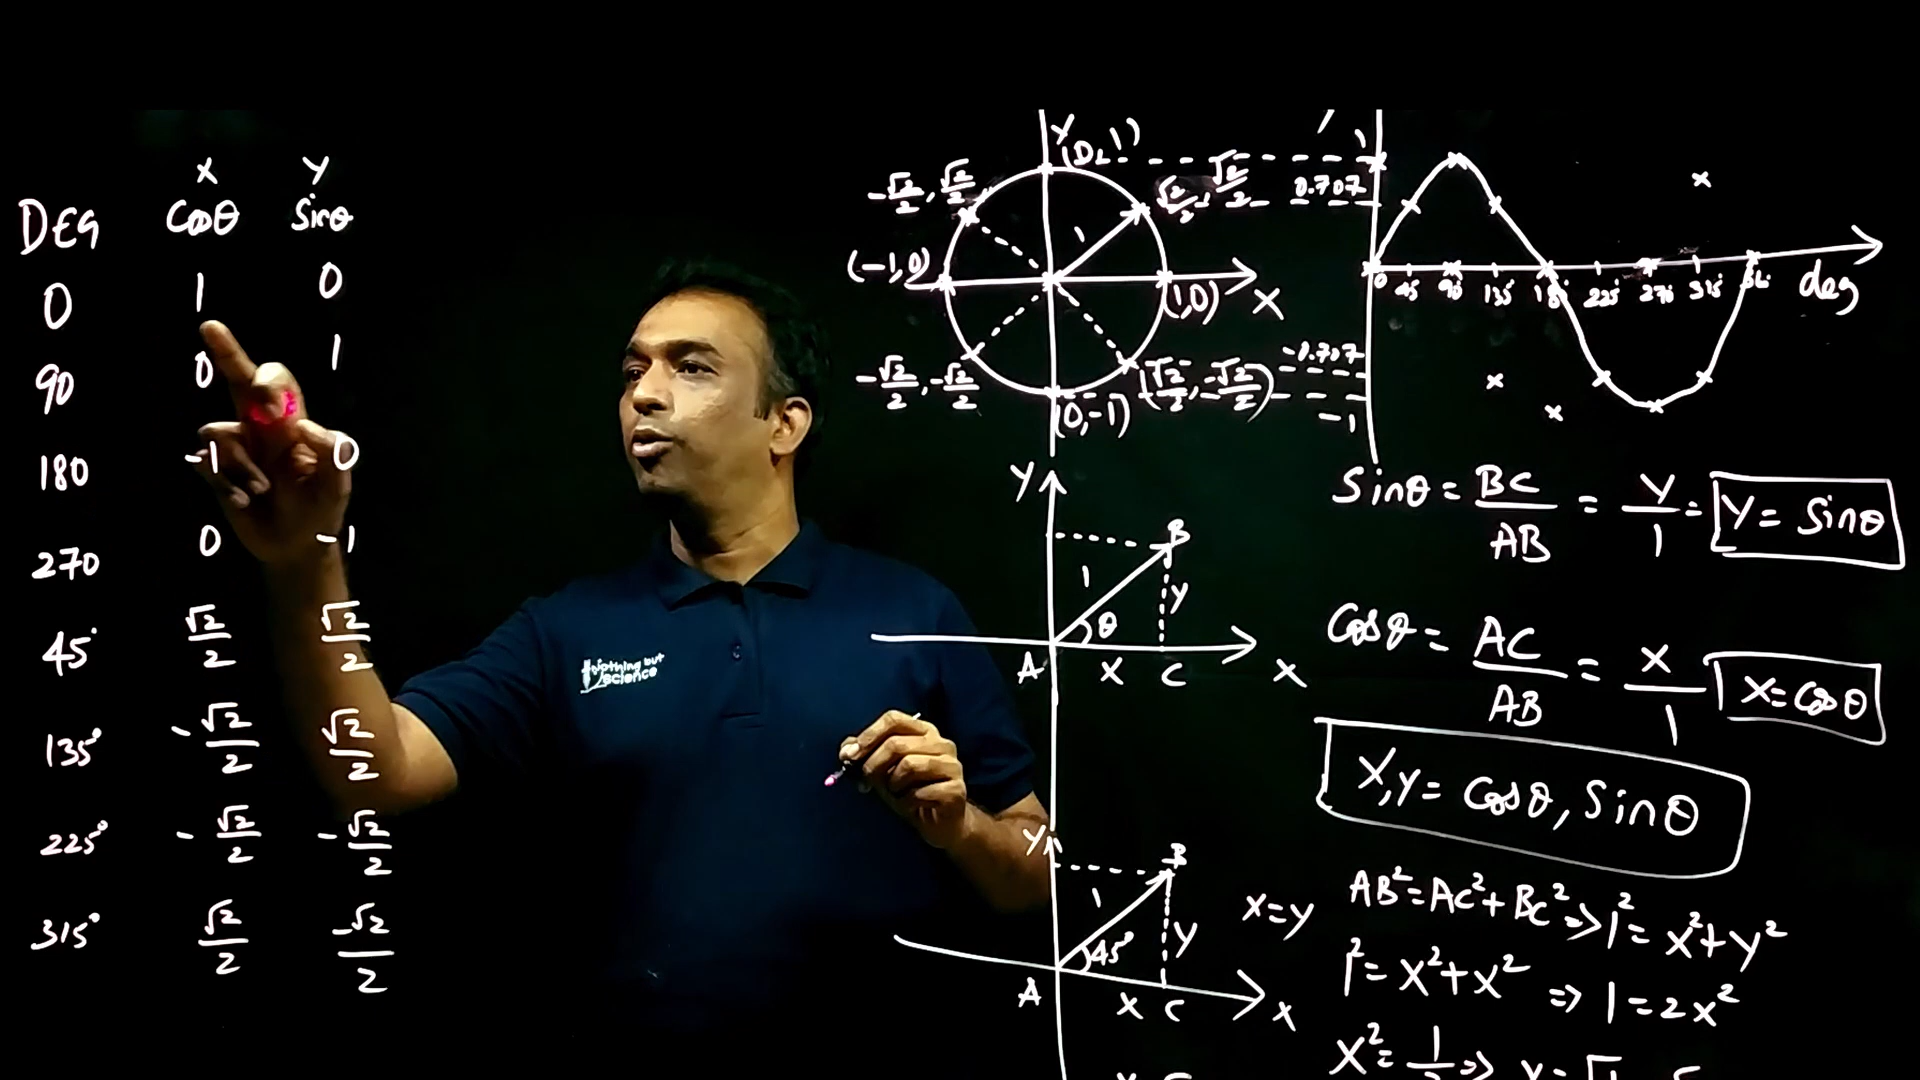 X Y
DEG Cosθ Sinθ
0 1 0
90 0 1
180 -1 0
270 0 -1
45° √2/2 √2/2
135° -√2/2 √2/2
225° -√2/2 -√2/2
315° √2/2 -√2/2
Nothing but
Science
Y
(0, 1)
-√2/2, √2/2
√2/2, √2/2
1
(-1, 0)
(1, 0)
X
-√2/2, -√2/2
(0, -1)
(√2/2, -√2/2)
1
0.707
0 45 90 135° 180 225° 270 315° deg
-0.707
-1
Y
B
1
Y
θ
A X C X
Sinθ = BC/AB = Y/1 = Y = Sinθ
Cosθ = AC/AB = X/1 X = Cosθ
X,Y = Cosθ, Sinθ
Y
B
1
Y
45°
A X C X
X=Y
AB² = AC² + BC² => 1² = X² + Y²
1² = X² + X² => 1 = 2X²